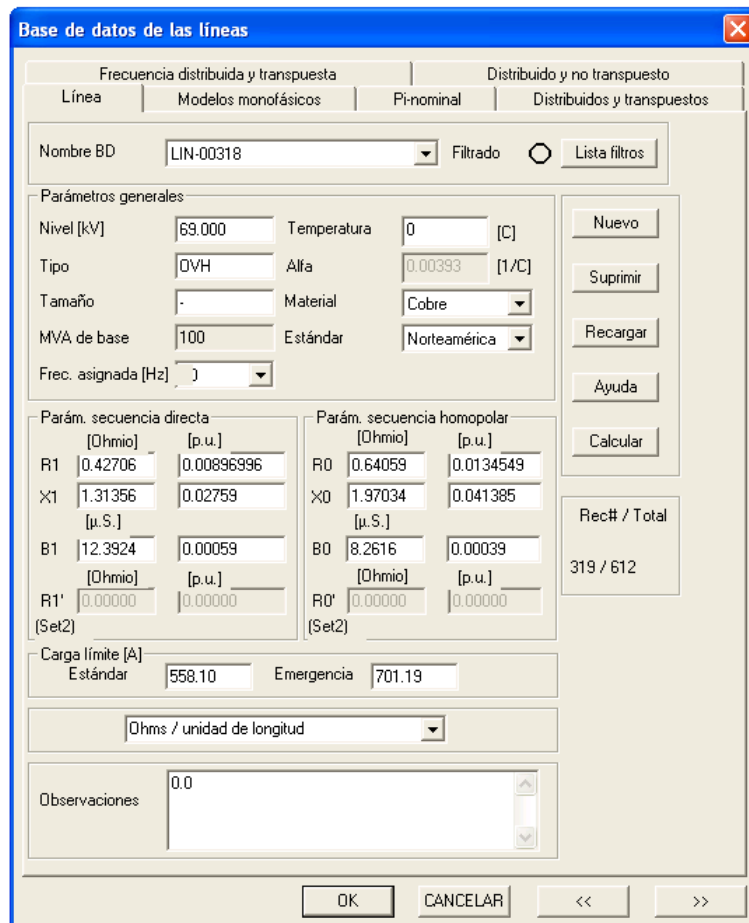 Base de datos de las líneas
Frecuencia distribuida y transpuesta Distribuido y no transpuesto
Línea Modelos monofásicos Pi-nominal Distribuidos y transpuestos
Nombre BD LIN-00318 Filtrado Lista filtros
Parámetros generales
Nivel [kV] 69.000 Temperatura 0 [C]
Tipo OVH Alfa 0.00393 [1/C]
Tamaño - Material Cobre
MVA de base 100 Estándar Norteamérica
Frec. asignada [Hz]
Nuevo
Suprimir
Recargar
Ayuda
Calcular
Parám. secuencia directa
[Ohmio] [p.u.]
R1 0.42706 0.00896996
X1 1.31356 0.02759
[µ.S.]
B1 12.3924 0.00059
[Ohmio] [p.u.]
R1' 0.00000 0.00000
(Set2)
Parám. secuencia homopolar
[Ohmio] [p.u.]
R0 0.64059 0.0134549
X0 1.97034 0.041385
[µ.S.]
B0 8.2616 0.00039
[Ohmio] [p.u.]
R0' 0.00000 0.00000
(Set2)
Rec# / Total
319 / 612
Carga límite [A]
Estándar 558.10 Emergencia 701.19
Ohms / unidad de longitud
Observaciones 0.0
OK CANCELAR << >>